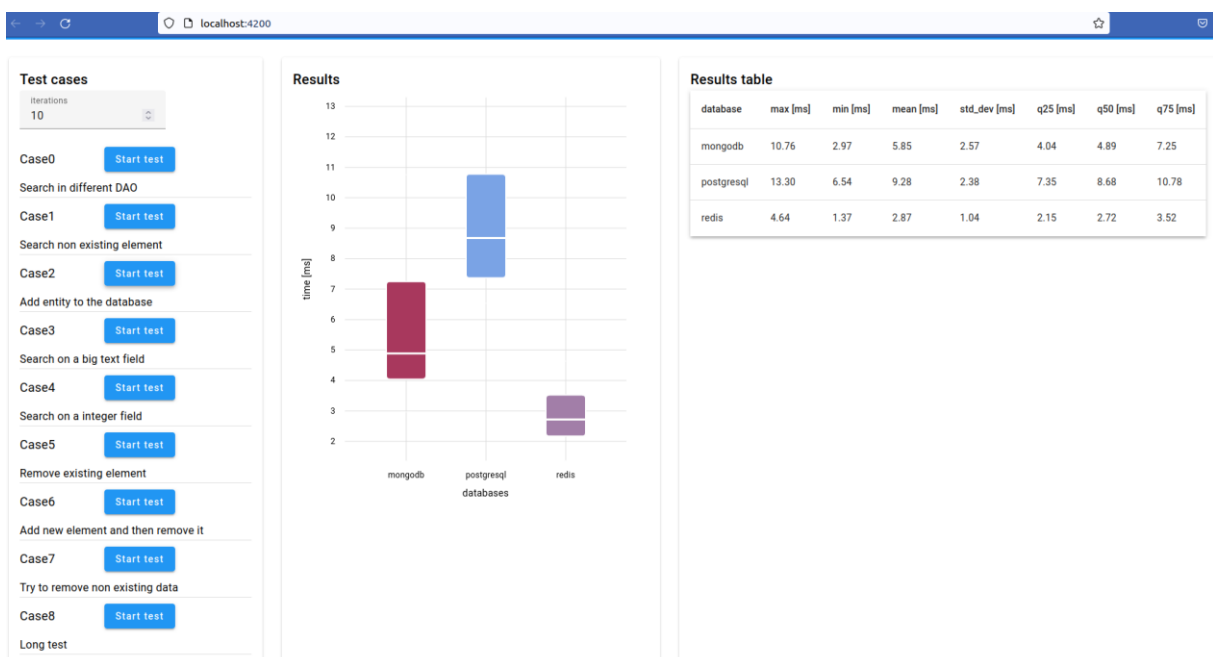 localhost:4200
Test cases
Iterations
10
Case0 Start test
Search in different DAO
Case1 Start test
Search non existing element
Case2 Start test
Add entity to the database
Case3 Start test
Search on a big text field
Case4 Start test
Search on a integer field
Case5 Start test
Remove existing element
Case6 Start test
Add new element and then remove it
Case7 Start test
Try to remove non existing data
Case8 Start test
Long test
Results
13
12
11
10
9
8
7
6
5
4
3
2
time [ms]
mongodb postgresql redis
databases
Results table
database max [ms] min [ms] mean [ms] std_dev [ms] q25 [ms] q50 [ms] q75 [ms]
mongodb 10.76 2.97 5.85 2.57 4.04 4.89 7.25
postgresql 13.30 6.54 9.28 2.38 7.35 8.68 10.78
redis 4.64 1.37 2.87 1.04 2.15 2.72 3.52